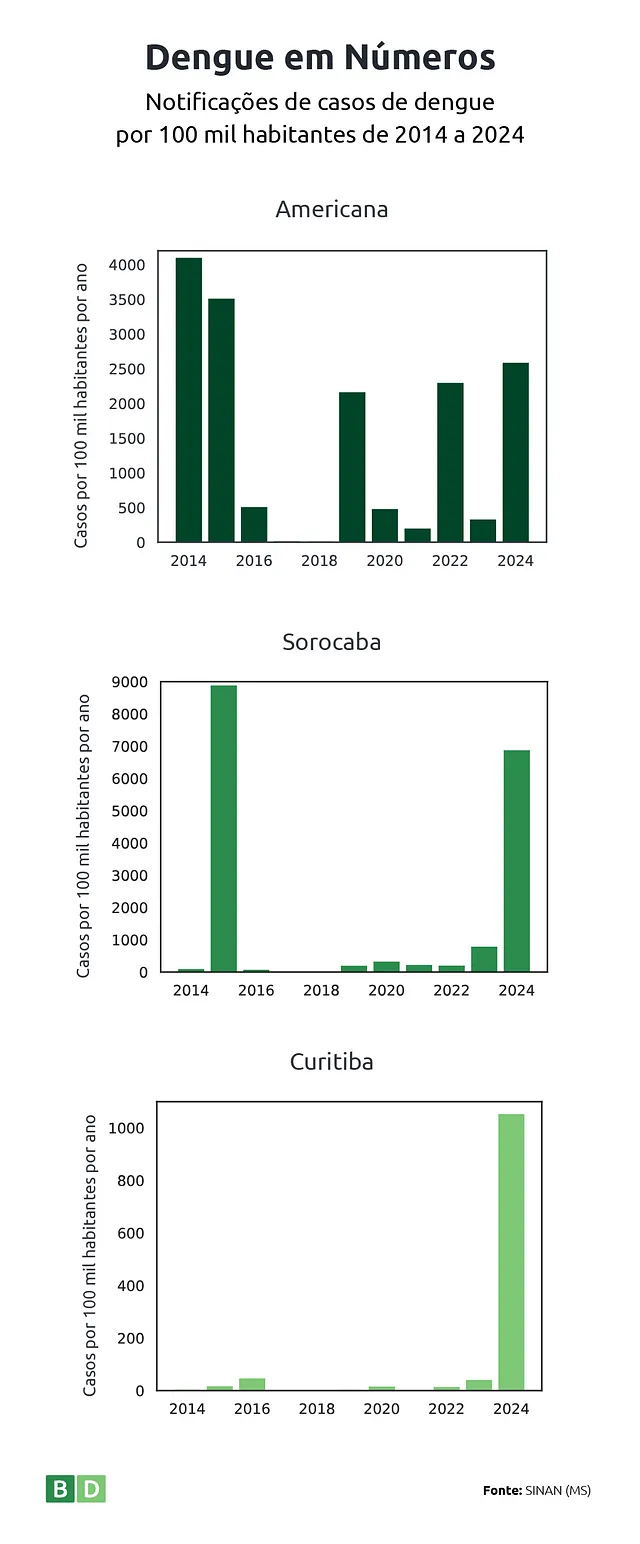 Dengue em Números
Notificações de casos de dengue
por 100 mil habitantes de 2014 a 2024
Americana
Casos por 100 mil habitantes por ano
4000
3500
3000
2500
2000
1500
1000
500
0
2014 2016 2018 2020 2022 2024
Sorocaba
Casos por 100 mil habitantes por ano
9000
8000
7000
6000
5000
4000
3000
2000
1000
0
2014 2016 2018 2020 2022 2024
Curitiba
Casos por 100 mil habitantes por ano
1000
800
600
400
200
0
2014 2016 2018 2020 2022 2024
B D
Fonte: SINAN (MS)